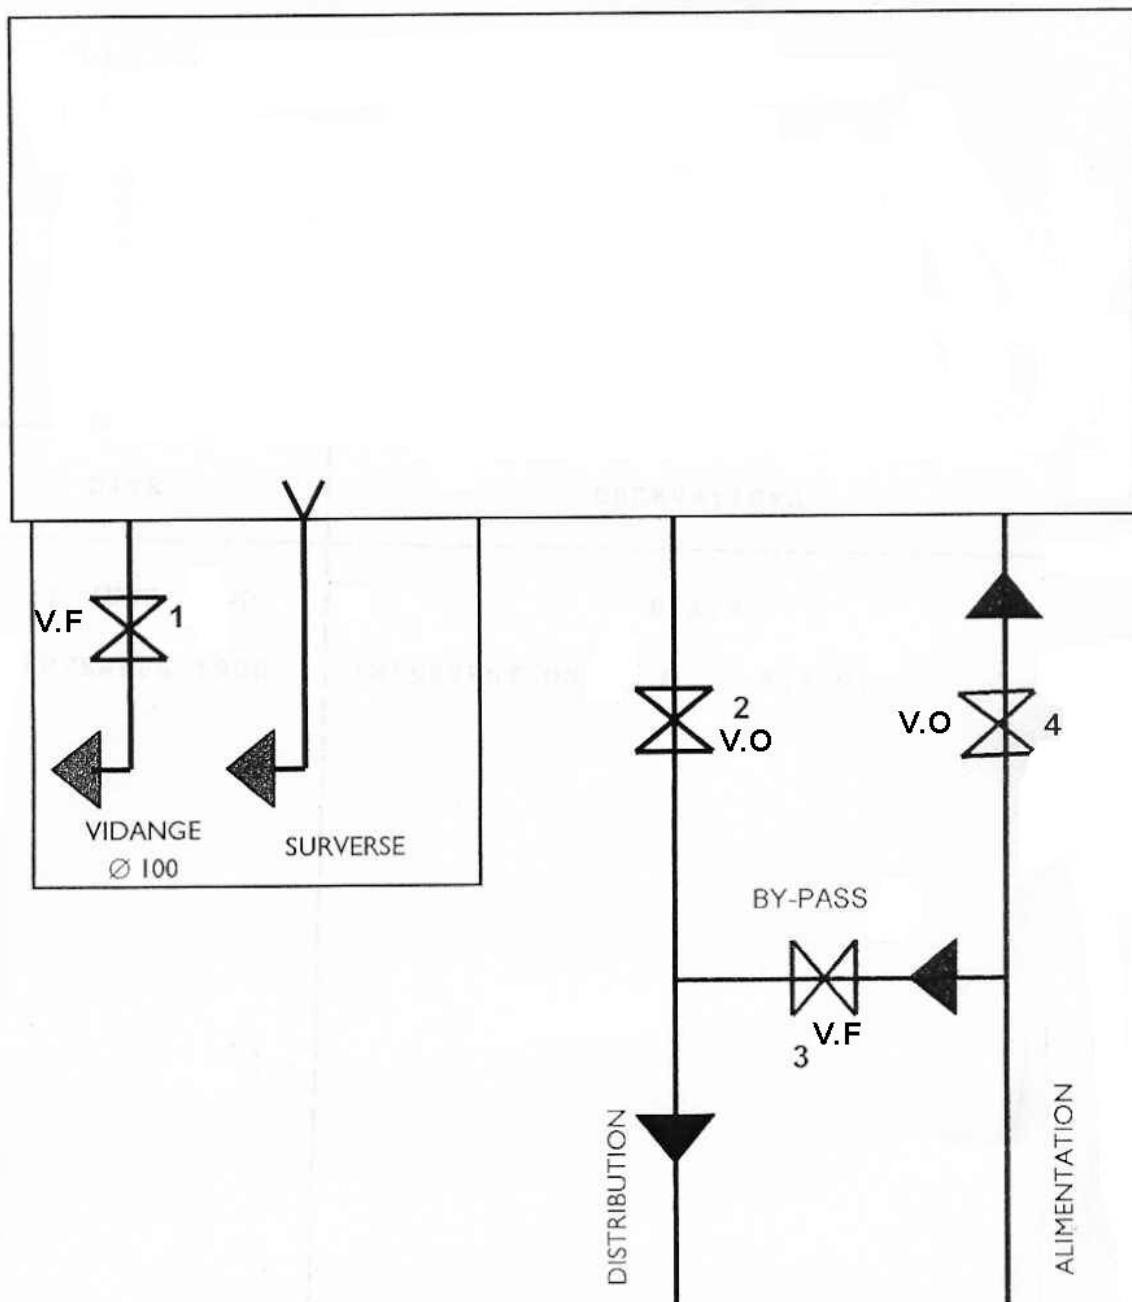 V.F 1
VIDANGE
Ø 100
SURVERSE
2
V.O
V.O 4
BY-PASS
V.F
3
DISTRIBUTION
ALIMENTATION